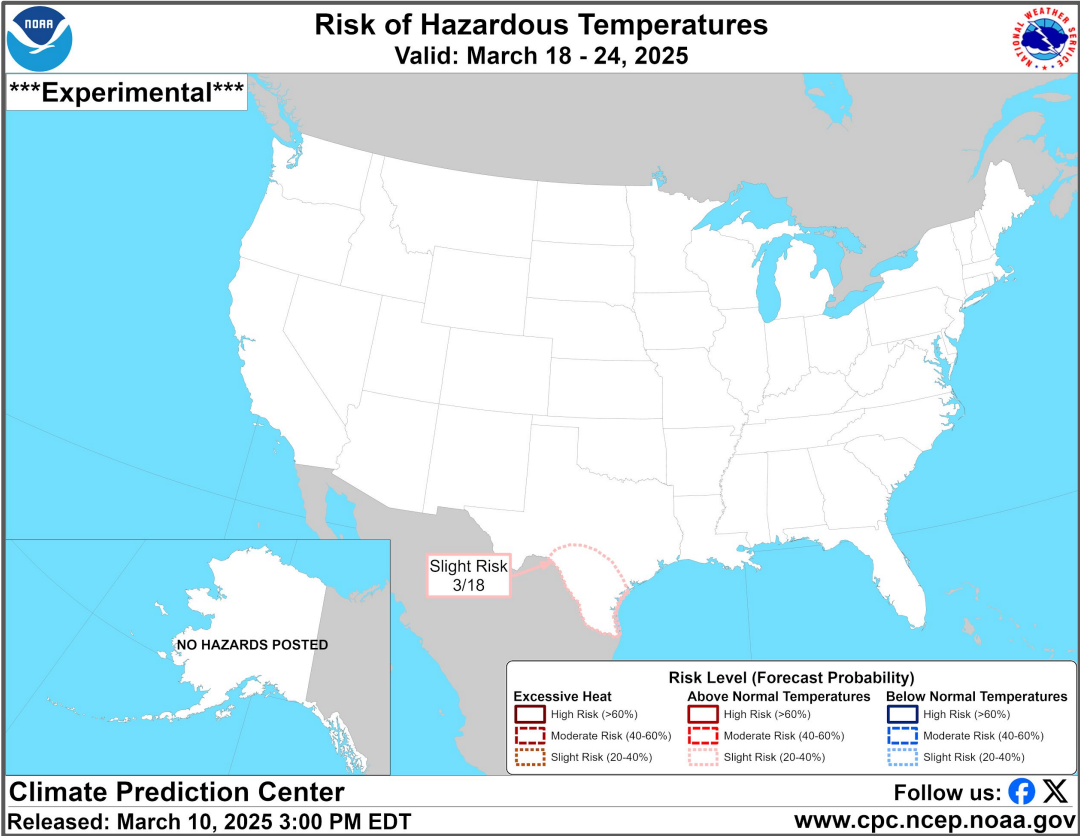 NOAA
Risk of Hazardous Temperatures
Valid: March 18 - 24, 2025
NATIONAL WEATHER SERVICE
***Experimental***
Slight Risk
3/18
NO HAZARDS POSTED
Risk Level (Forecast Probability)
Excessive Heat
High Risk (>60%)
Moderate Risk (40-60%)
Slight Risk (20-40%)
Above Normal Temperatures
High Risk (>60%)
Moderate Risk (40-60%)
Slight Risk (20-40%)
Below Normal Temperatures
High Risk (>60%)
Moderate Risk (40-60%)
Slight Risk (20-40%)
Climate Prediction Center
Follow us:
Released: March 10, 2025 3:00 PM EDT
www.cpc.ncep.noaa.gov